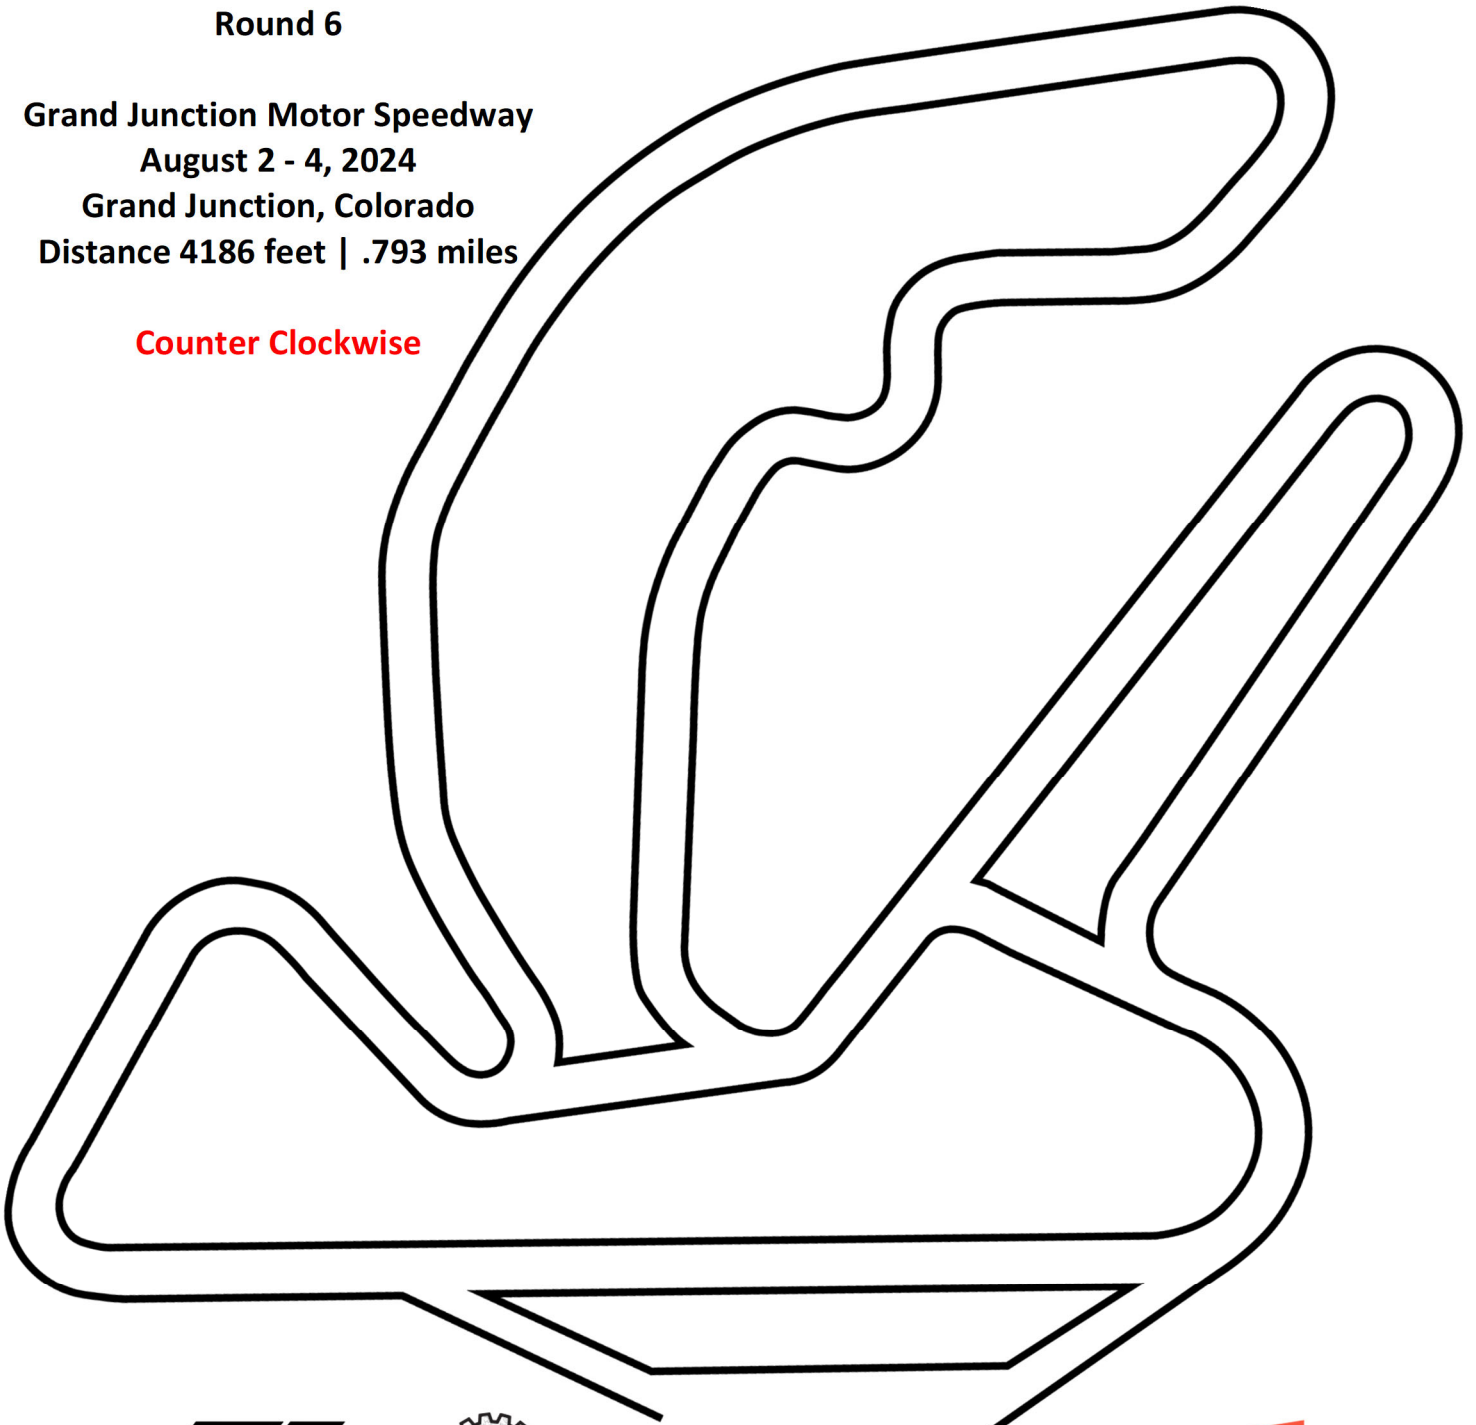 Round 6
Grand Junction Motor Speedway
August 2 - 4, 2024
Grand Junction, Colorado
Distance 4186 feet | .793 miles
Counter Clockwise